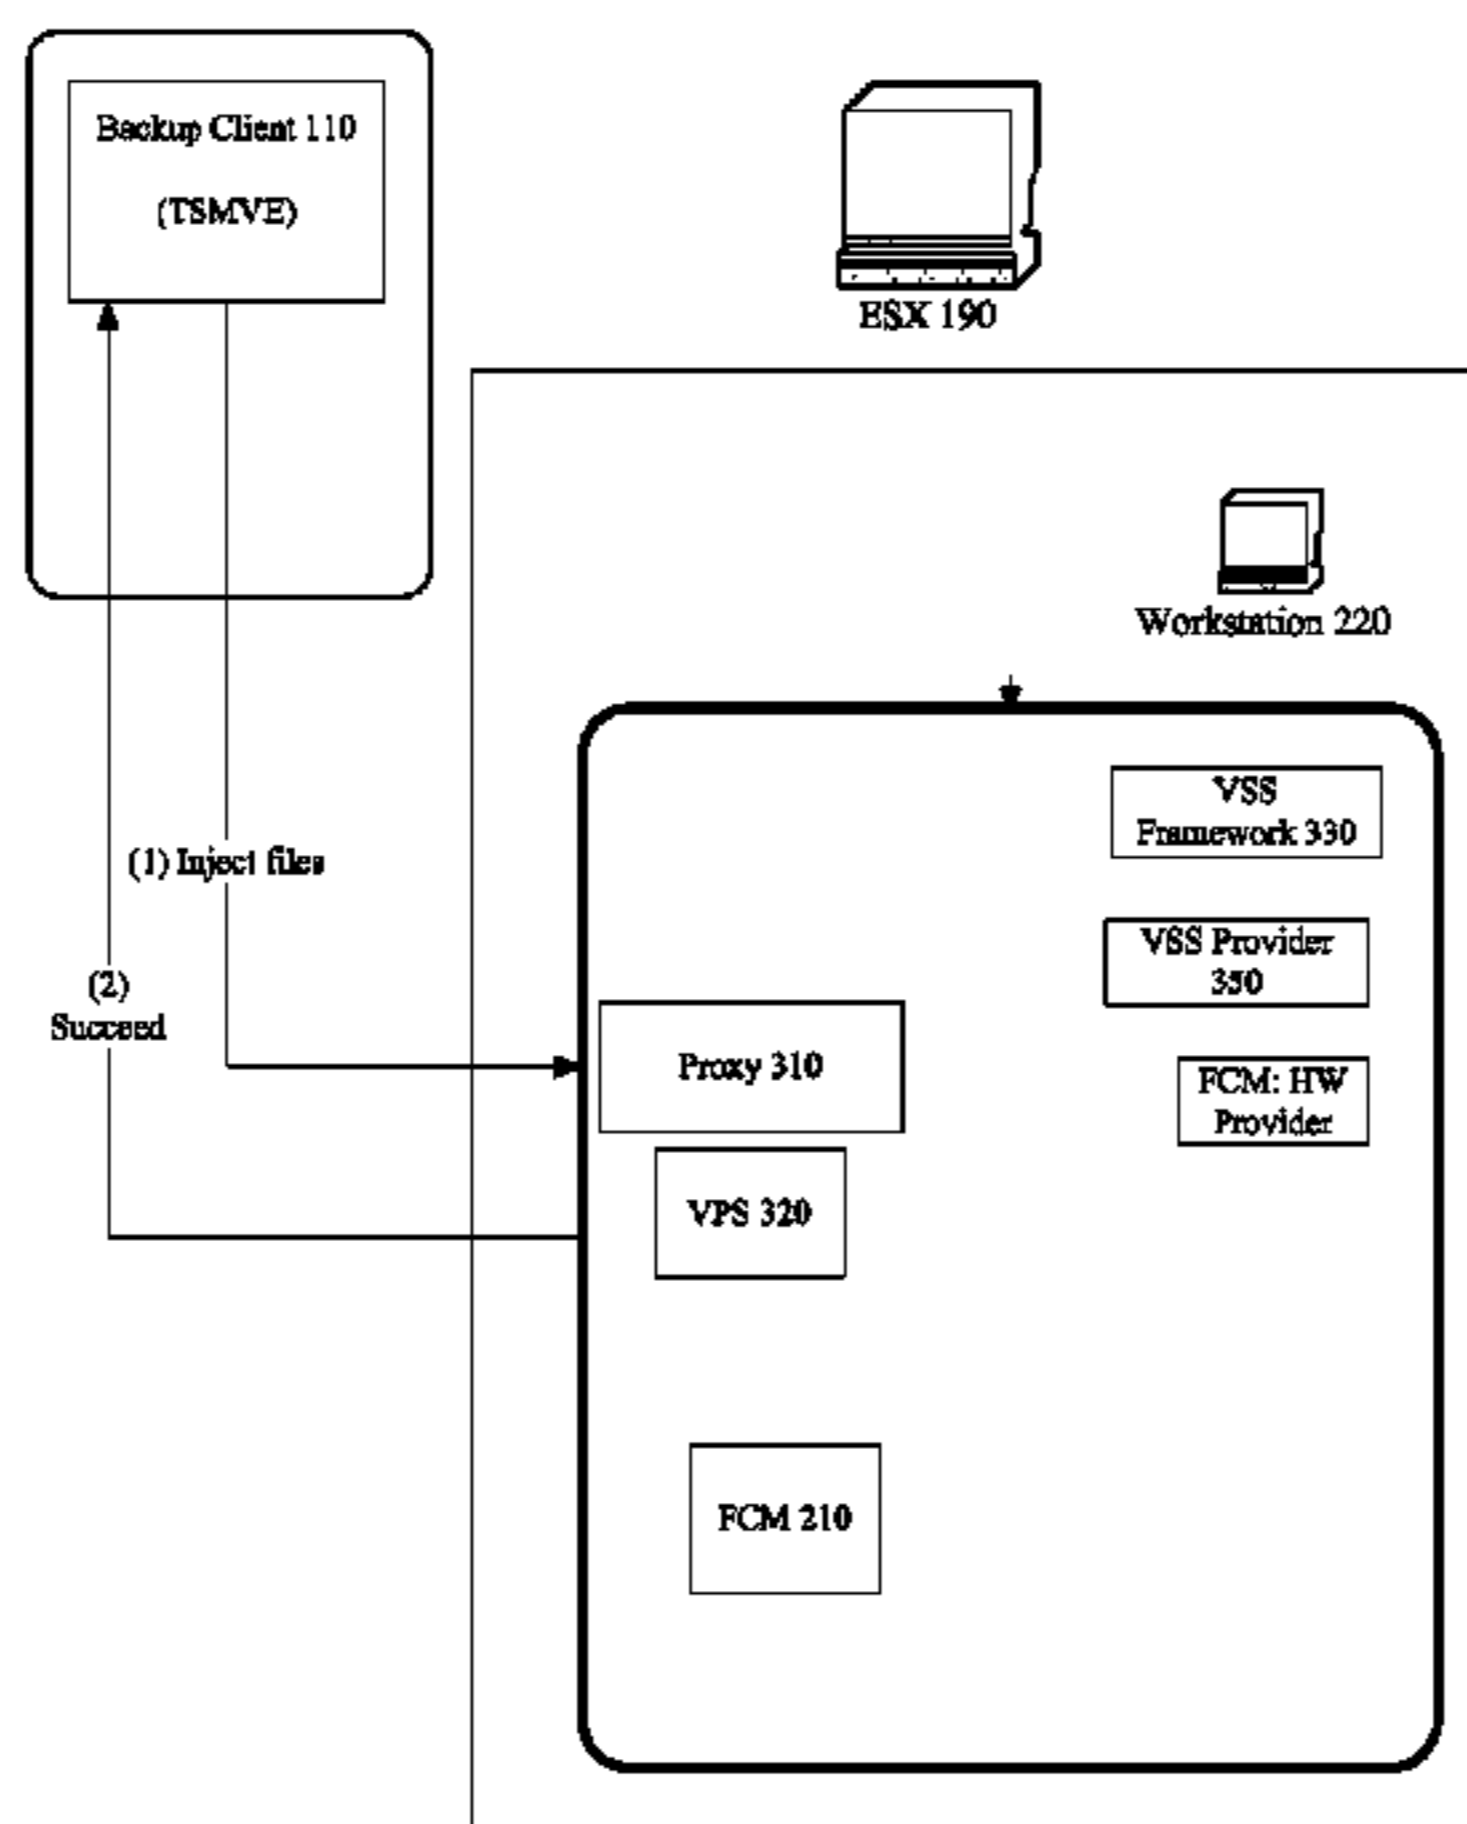 Backup Client 110
(TSMVE)
ESX 190
Workstation 220
VSS
Framework 330
(1) Inject files
VSS Provider
350
(2)
Succeed
Proxy 310
FCM: HW
Provider
VPS 320
FCM 210